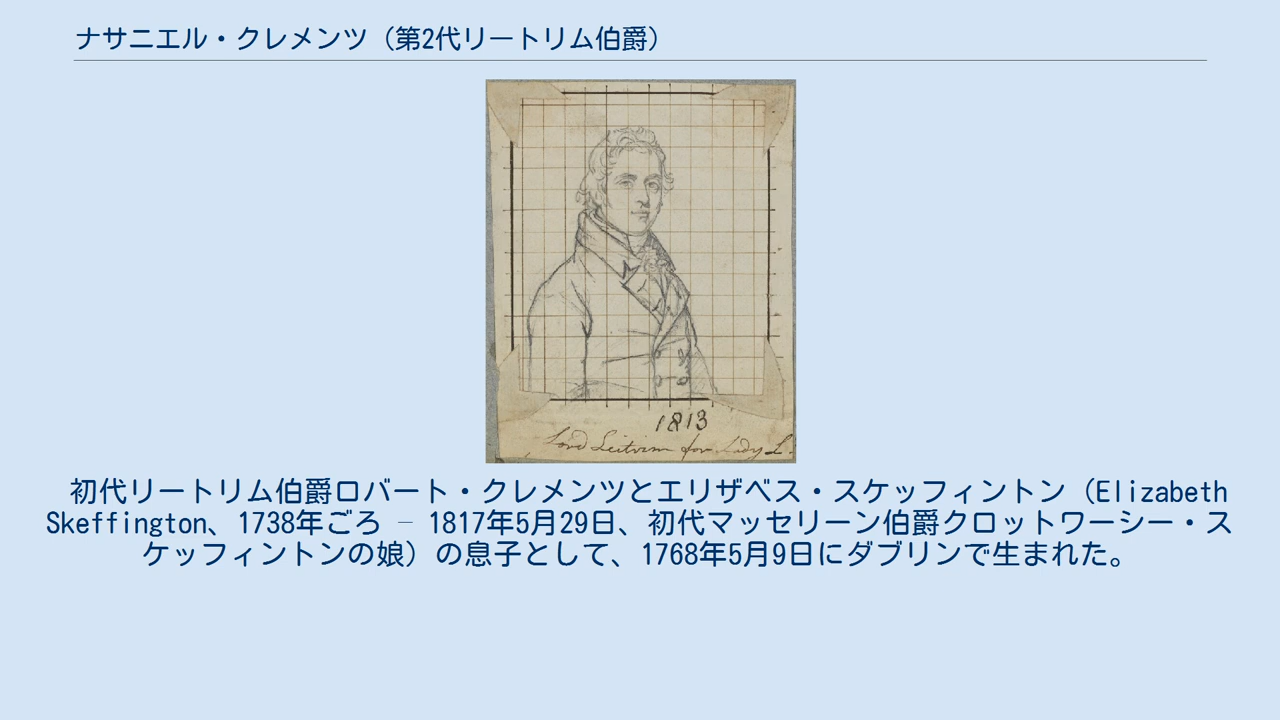 ナサニエル・クレメンツ（第2代リートリム伯爵）
1813
Lord Leitrim for Lady L.
初代リートリム伯爵ロバート・クレメンツとエリザベス・スケッフィントン（Elizabeth
Skeffington、1738年ごろ – 1817年5月29日、初代マッセリーン伯爵クロットワーシー・ス
ケッフィントンの娘）の息子として、1768年5月9日にダブリンで生まれた。